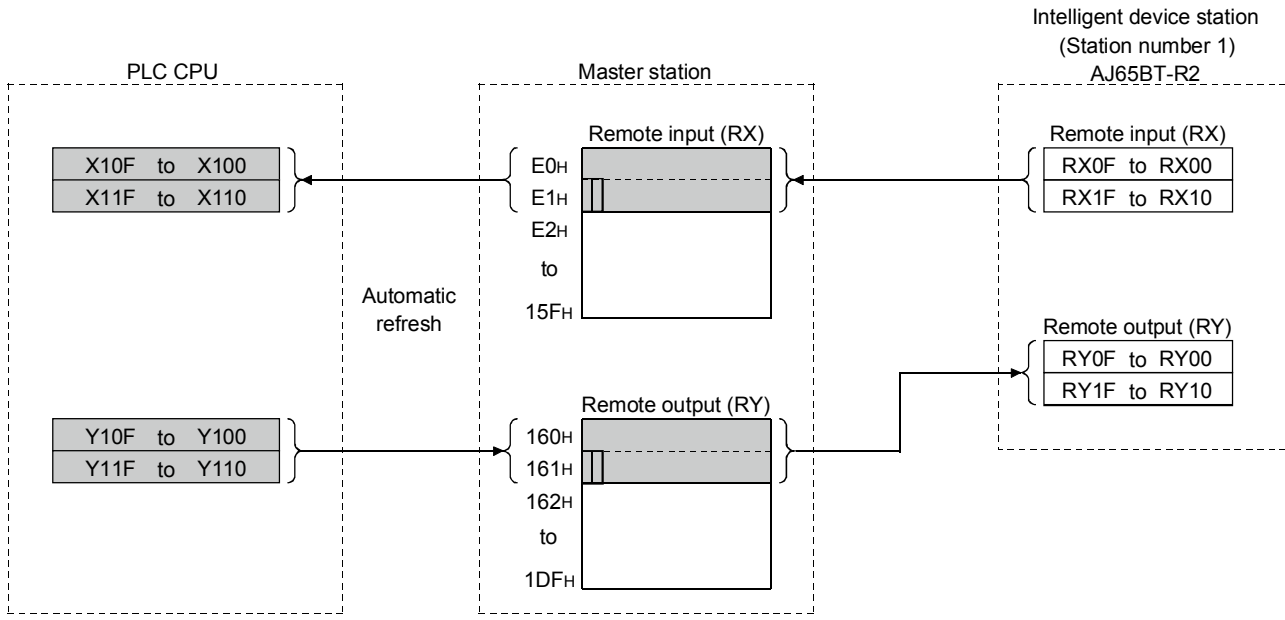 Intelligent device station
(Station number 1)
AJ65BT-R2
PLC CPU
Master station
Remote input (RX)
Remote input (RX)
X10F to X100
X11F to X110
E0H
E1H
E2H
to
15FH
RX0F to RX00
RX1F to RX10
Automatic
refresh
Remote output (RY)
RY0F to RY00
RY1F to RY10
Remote output (RY)
Y10F to Y100
Y11F to Y110
160H
161H
162H
to
1DFH